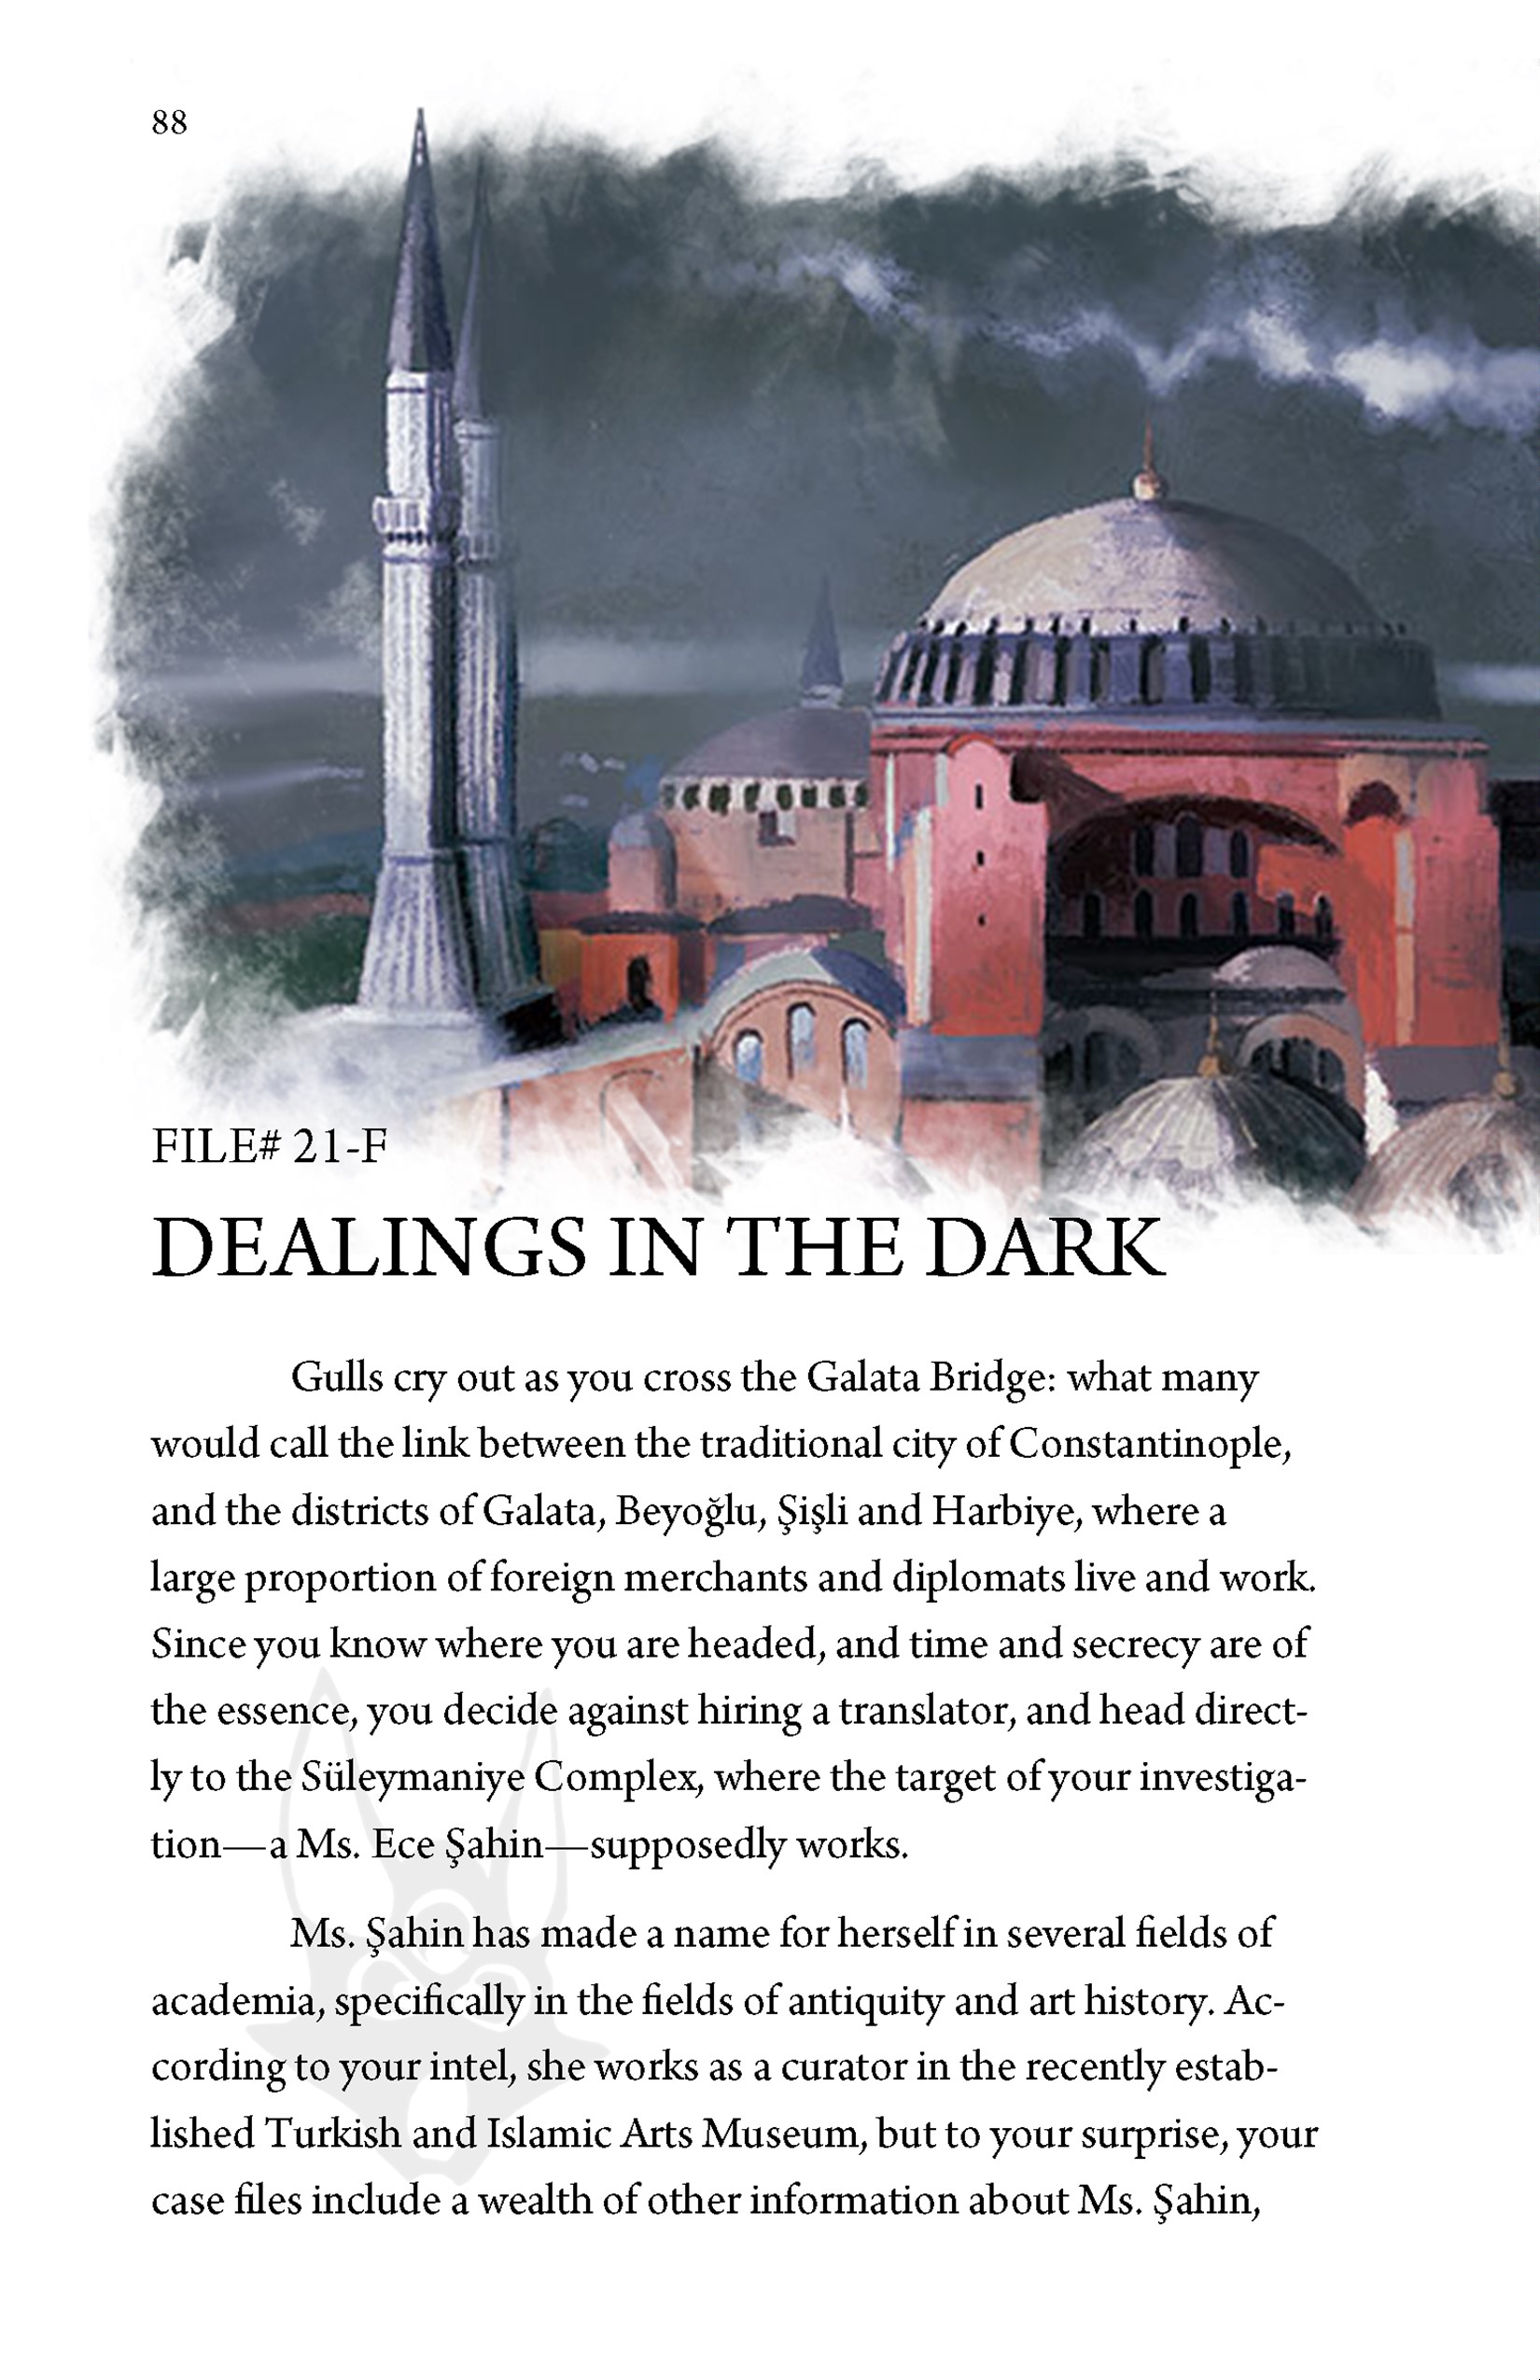 88
FILE# 21-F
DEALINGS IN THE DARK
Gulls cry out as you cross the Galata Bridge: what many
would call the link between the traditional city of Constantinople,
and the districts of Galata, Beyoğlu, Şişli and Harbiye, where a
large proportion of foreign merchants and diplomats live and work.
Since you know where you are headed, and time and secrecy are of
the essence, you decide against hiring a translator, and head direct-
ly to the Süleymaniye Complex, where the target of your investiga-
tion—a Ms. Ece Şahin—supposedly works.
Ms. Şahin has made a name for herself in several fields of
academia, specifically in the fields of antiquity and art history. Ac-
cording to your intel, she works as a curator in the recently estab-
lished Turkish and Islamic Arts Museum, but to your surprise, your
case files include a wealth of other information about Ms. Şahin,